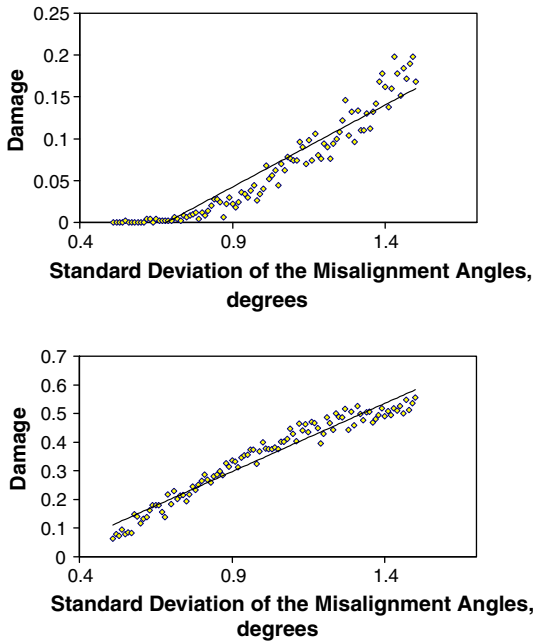 0.25
0.2
0.15
0.1
0.05
0
Damage
0.4 0.9 1.4
Standard Deviation of the Misalignment Angles,
degrees
0.7
0.6
0.5
0.4
0.3
0.2
0.1
0
Damage
0.4 0.9 1.4
Standard Deviation of the Misalignment Angles,
degrees